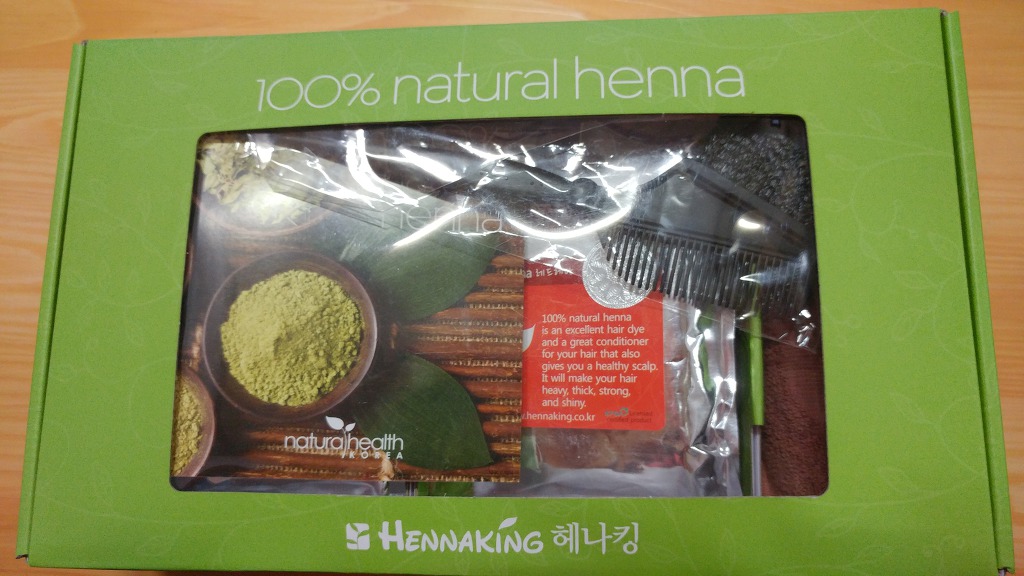 100% natural henna
henna
100% natural henna
is an excellent hair dye
and a great conditioner
for your hair that also
gives you a healthy scalp.
It will make your hair
heavy, thick, strong,
and shiny.
.hennaking.co.kr
naturalhealth
KOREA
HENNAKING 헤나킹